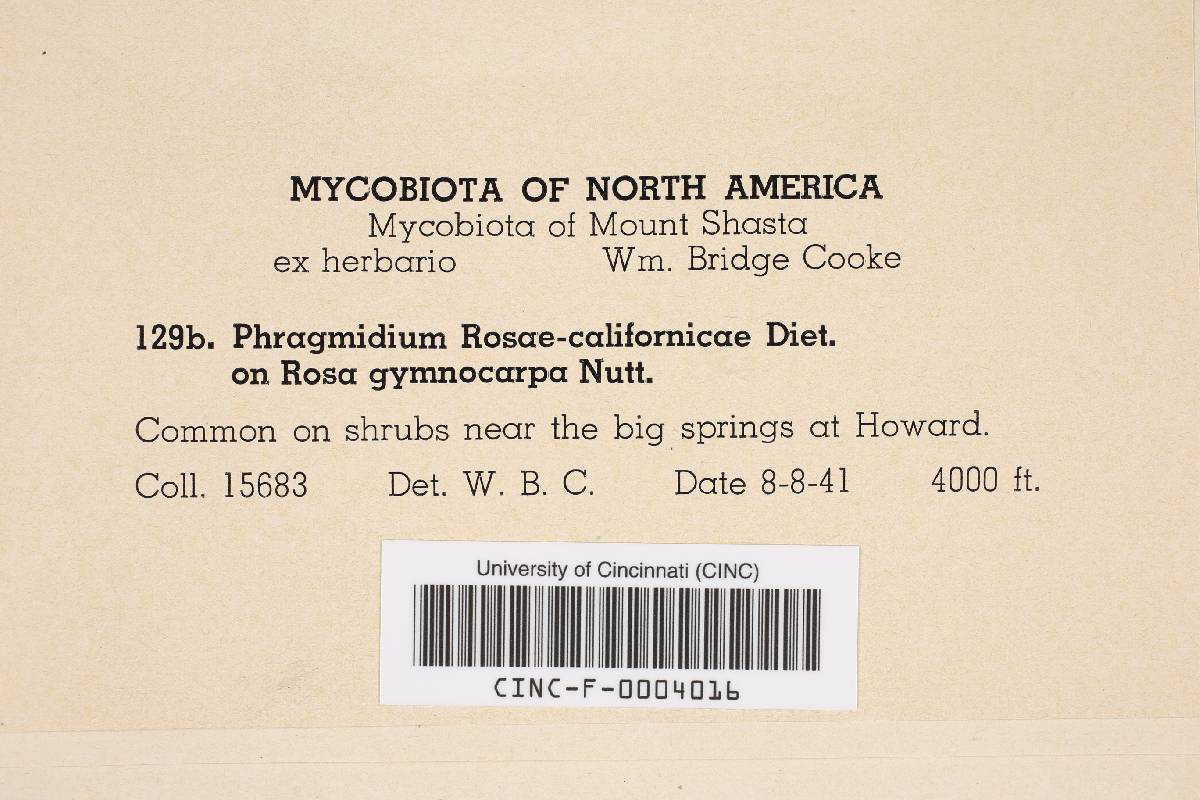 MYCOBIOTA OF NORTH AMERICA
Mycobiota of Mount Shasta
ex herbario Wm. Bridge Cooke
129b. Phragmidium Rosae-californicae Diet.
on Rosa gymnocarpa Nutt.
Common on shrubs near the big springs at Howard.
Coll. 15683 Det. W. B. C. Date 8-8-41 4000 ft.
University of Cincinnati (CINC)
CINC-F-0004016